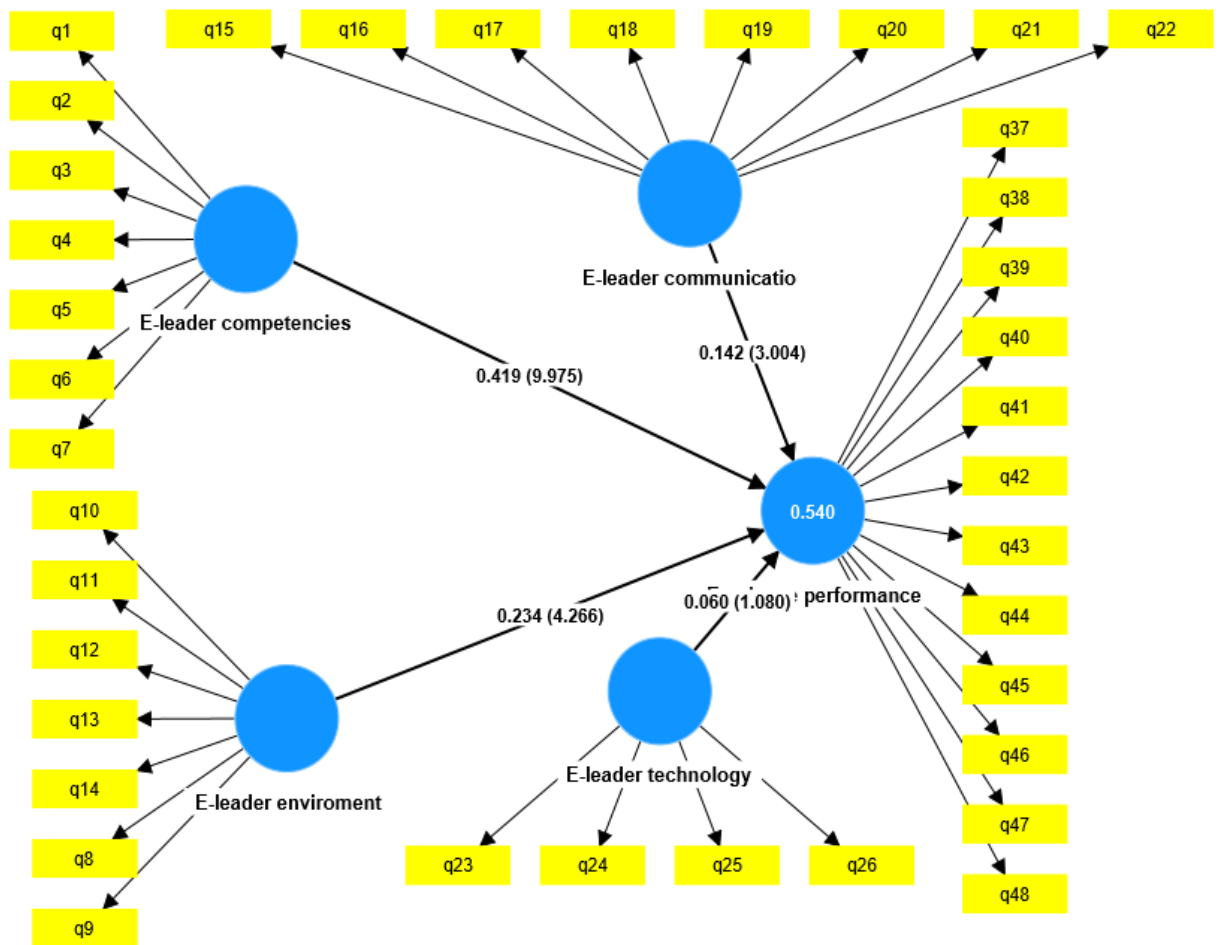 q1
q15
q16
q17
q18
q19
q20
q21
q22
q2
q3
q4
q5
q6
q7
E-leader competencies
E-leader communicatio
q37
q38
q39
q40
q41
q42
q43
q44
q45
q46
q47
q48
0.419 (9.975)
0.142 (3.004)
0.540
performance
0.234 (4.266)
0.060 (1.080)
q10
q11
q12
q13
q14
q8
q9
E-leader enviroment
E-leader technology
q23
q24
q25
q26